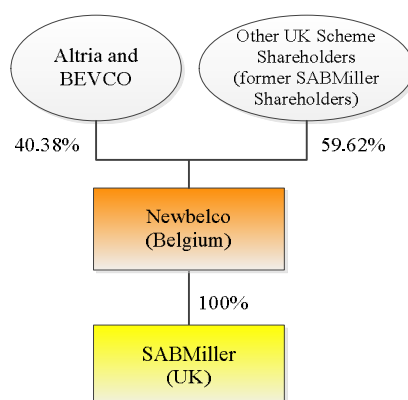 Altria and
BEVCO
Other UK Scheme
Shareholders
(former SABMiller
Shareholders)
40.38%
59.62%
Newbelco
(Belgium)
100%
SABMiller
(UK)